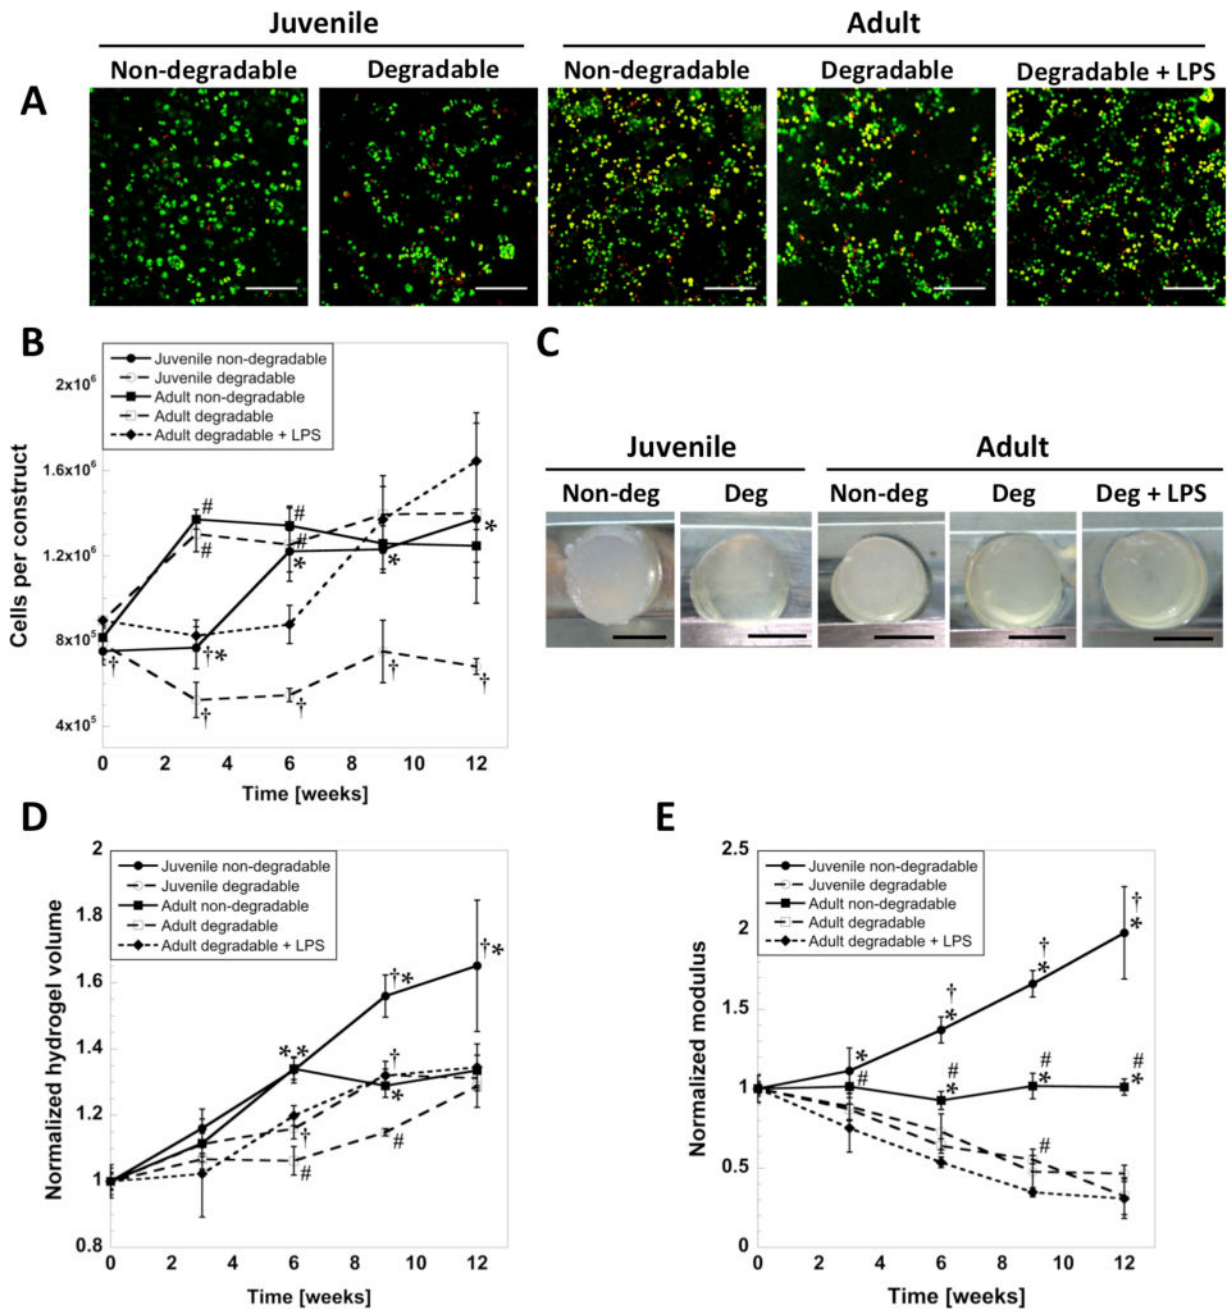 Juvenile
Adult
Non-degradable
Degradable
Non-degradable
Degradable
Degradable + LPS
A
B
Juvenile non-degradable
Juvenile degradable
Adult non-degradable
Adult degradable
Adult degradable + LPS
2x10⁶
1.6x10⁶
1.2x10⁶
8x10⁵
4x10⁵
Cells per construct
#
#
#
#
*
*
*
†*
†
†
†
†
†
0 2 4 6 8 10 12
Time [weeks]
C
Juvenile
Adult
Non-deg
Deg
Non-deg
Deg
Deg + LPS
D
Juvenile non-degradable
Juvenile degradable
Adult non-degradable
Adult degradable
Adult degradable + LPS
2
1.8
1.6
1.4
1.2
1
0.8
Normalized hydrogel volume
†*
†*
**
†
*
†
#
#
0 2 4 6 8 10 12
Time [weeks]
E
Juvenile non-degradable
Juvenile degradable
Adult non-degradable
Adult degradable
Adult degradable + LPS
2.5
2
1.5
1
0.5
0
Normalized modulus
†
*
†
*
†
*
*
#
#
*
#
*
#
*
#
0 2 4 6 8 10 12
Time [weeks]